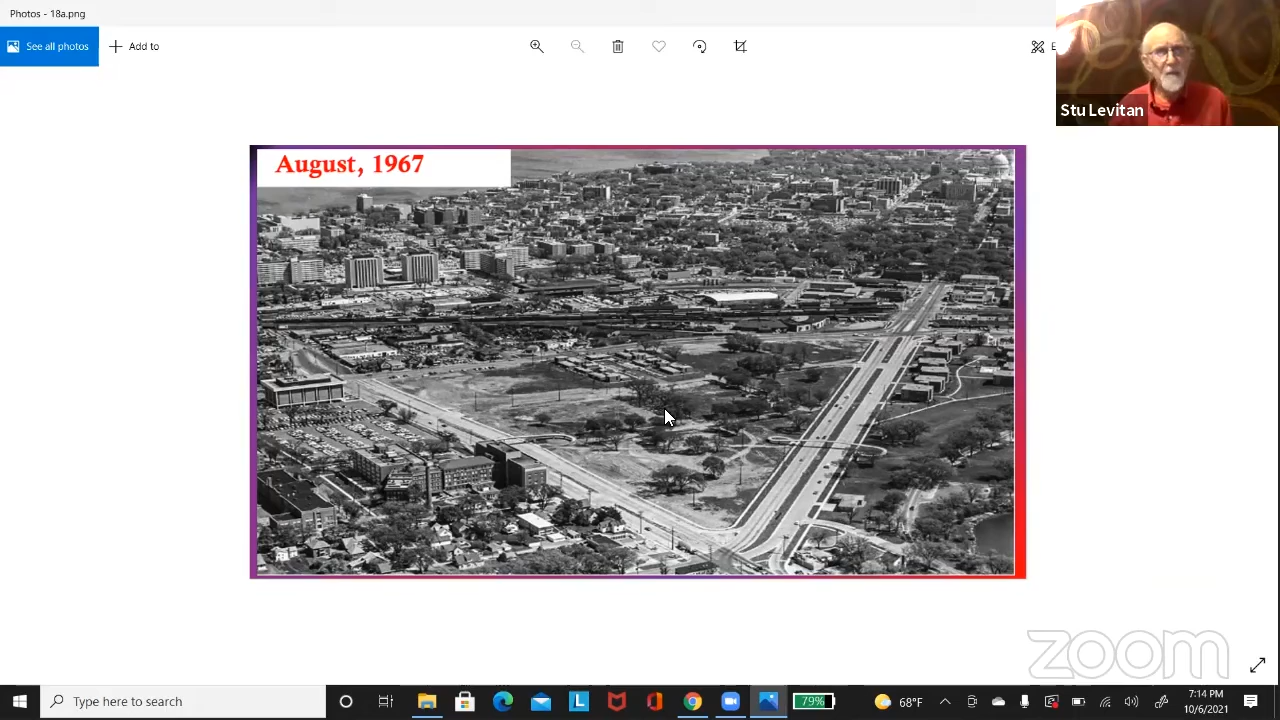 Photos - 18a.png
See all photos
Add to
E
Stu Levitan
August, 1967
zoom
Type here to search
L
79%
68°F
7:14 PM
10/6/2021